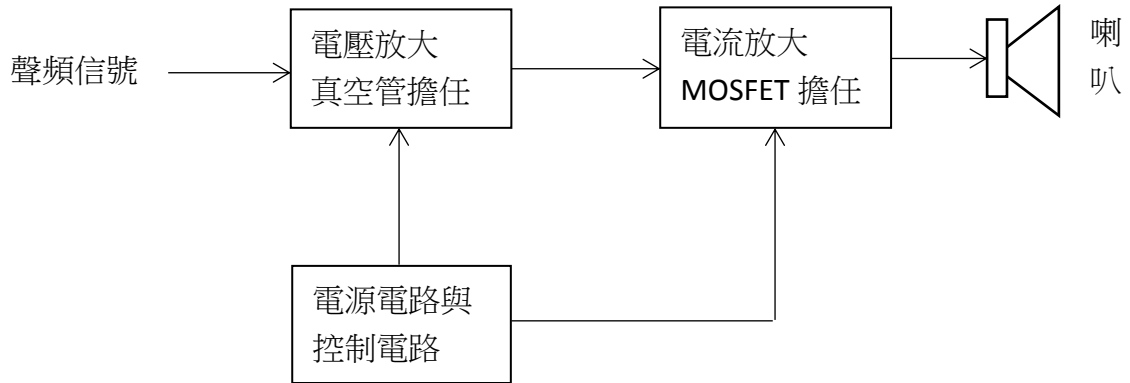 聲頻信號
電壓放大
真空管擔任
電流放大
MOSFET 擔任
喇
叭
電源電路與
控制電路